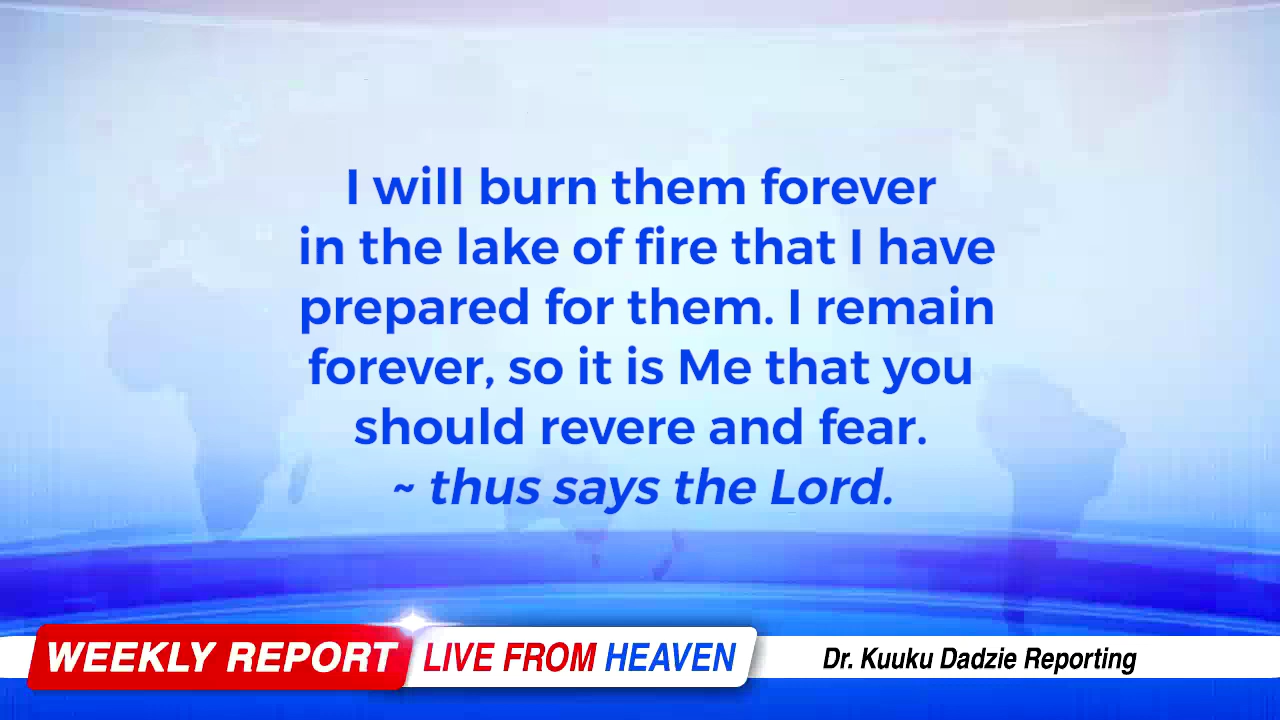 I will burn them forever
in the lake of fire that I have
prepared for them. I remain
forever, so it is Me that you
should revere and fear.
~ thus says the Lord.
WEEKLY REPORT LIVE FROM HEAVEN Dr. Kuuku Dadzie Reporting